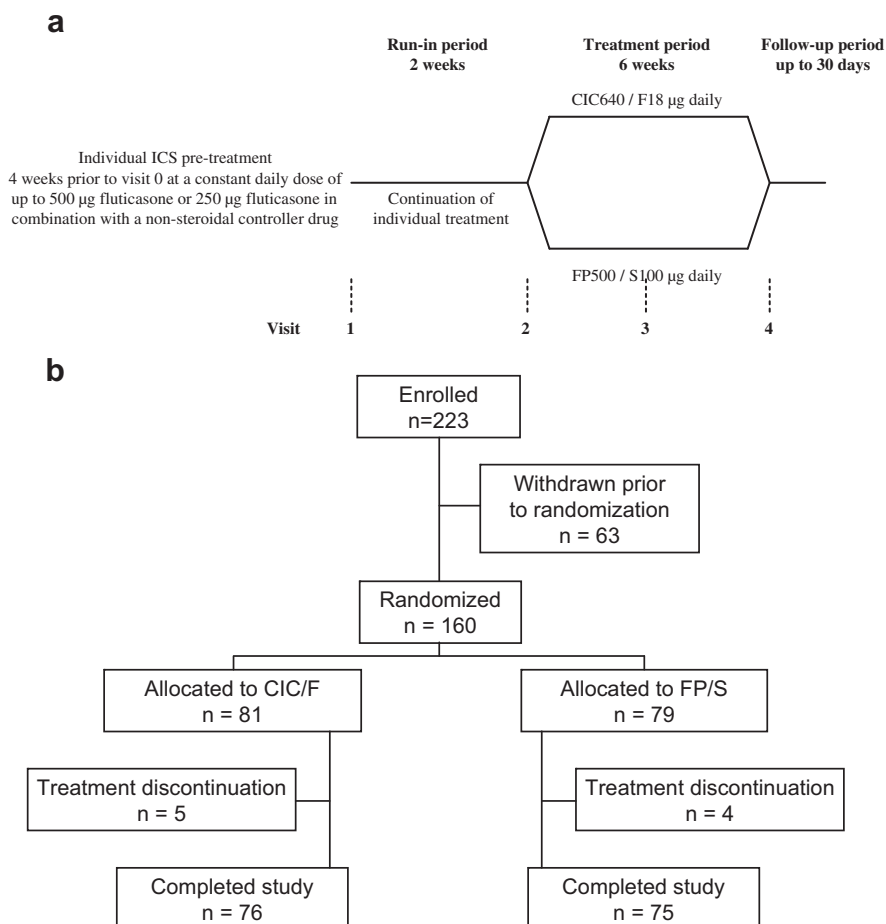 a
Run-in period
2 weeks
Treatment period
6 weeks
Follow-up period
up to 30 days
CIC640 / F18 µg daily
Individual ICS pre-treatment
4 weeks prior to visit 0 at a constant daily dose of
up to 500 µg fluticasone or 250 µg fluticasone in
combination with a non-steroidal controller drug
Continuation of
individual treatment
FP500 / S100 µg daily
Visit 1 2 3 4
b
Enrolled
n=223
Withdrawn prior
to randomization
n = 63
Randomized
n = 160
Allocated to CIC/F
n = 81
Allocated to FP/S
n = 79
Treatment discontinuation
n = 5
Treatment discontinuation
n = 4
Completed study
n = 76
Completed study
n = 75